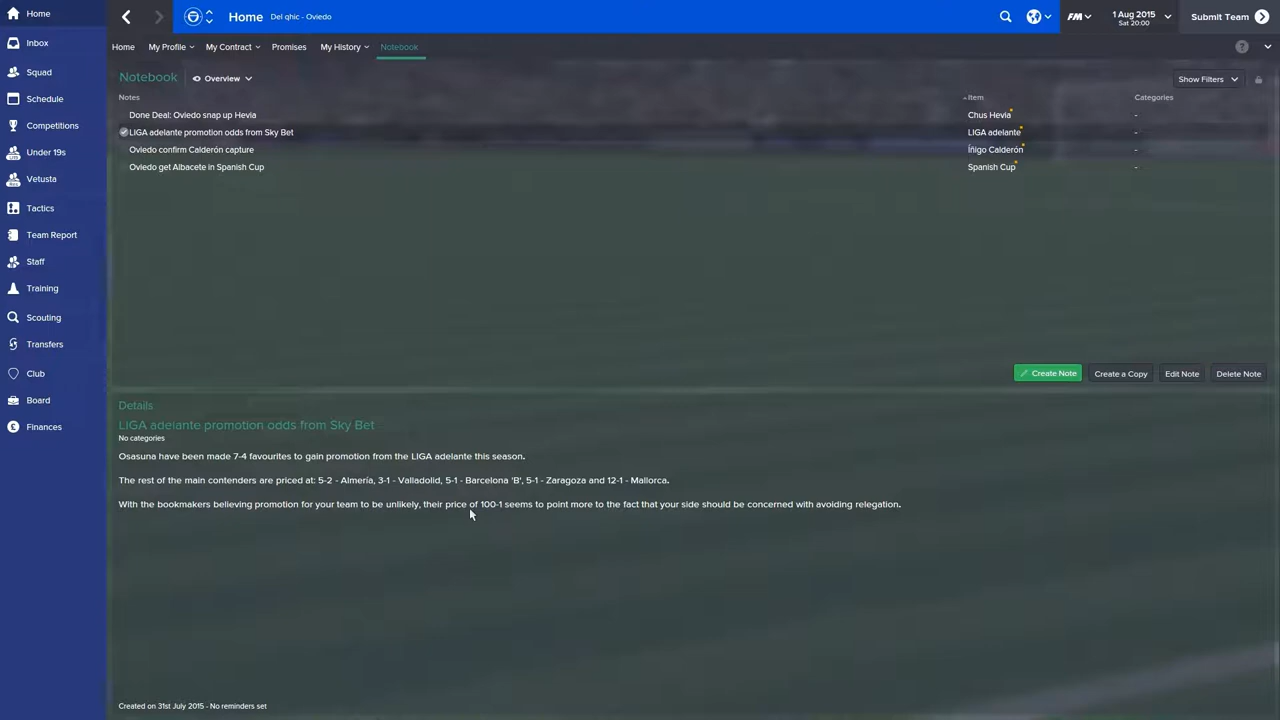 Home
Home Del qhic - Oviedo
FM
1 Aug 2015
Sat 20:00
Submit Team
Inbox
Home My Profile My Contract Promises My History Notebook
?
Squad
Notebook Overview
Show Filters
Schedule
Notes Item Categories
Done Deal: Oviedo snap up Hevia Chus Hevia -
Competitions
LIGA adelante promotion odds from Sky Bet LIGA adelante -
Under 19s
Oviedo confirm Calderón capture Íñigo Calderón -
Oviedo get Albacete in Spanish Cup Spanish Cup -
Vetusta
Tactics
Team Report
Staff
Training
Scouting
Transfers
Club
Create Note Create a Copy Edit Note Delete Note
Board
Details
Finances
LIGA adelante promotion odds from Sky Bet
No categories
Osasuna have been made 7-4 favourites to gain promotion from the LIGA adelante this season.
The rest of the main contenders are priced at: 5-2 - Almería, 3-1 - Valladolid, 5-1 - Barcelona 'B', 5-1 - Zaragoza and 12-1 - Mallorca.
With the bookmakers believing promotion for your team to be unlikely, their price of 100-1 seems to point more to the fact that your side should be concerned with avoiding relegation.
Created on 31st July 2015 - No reminders set